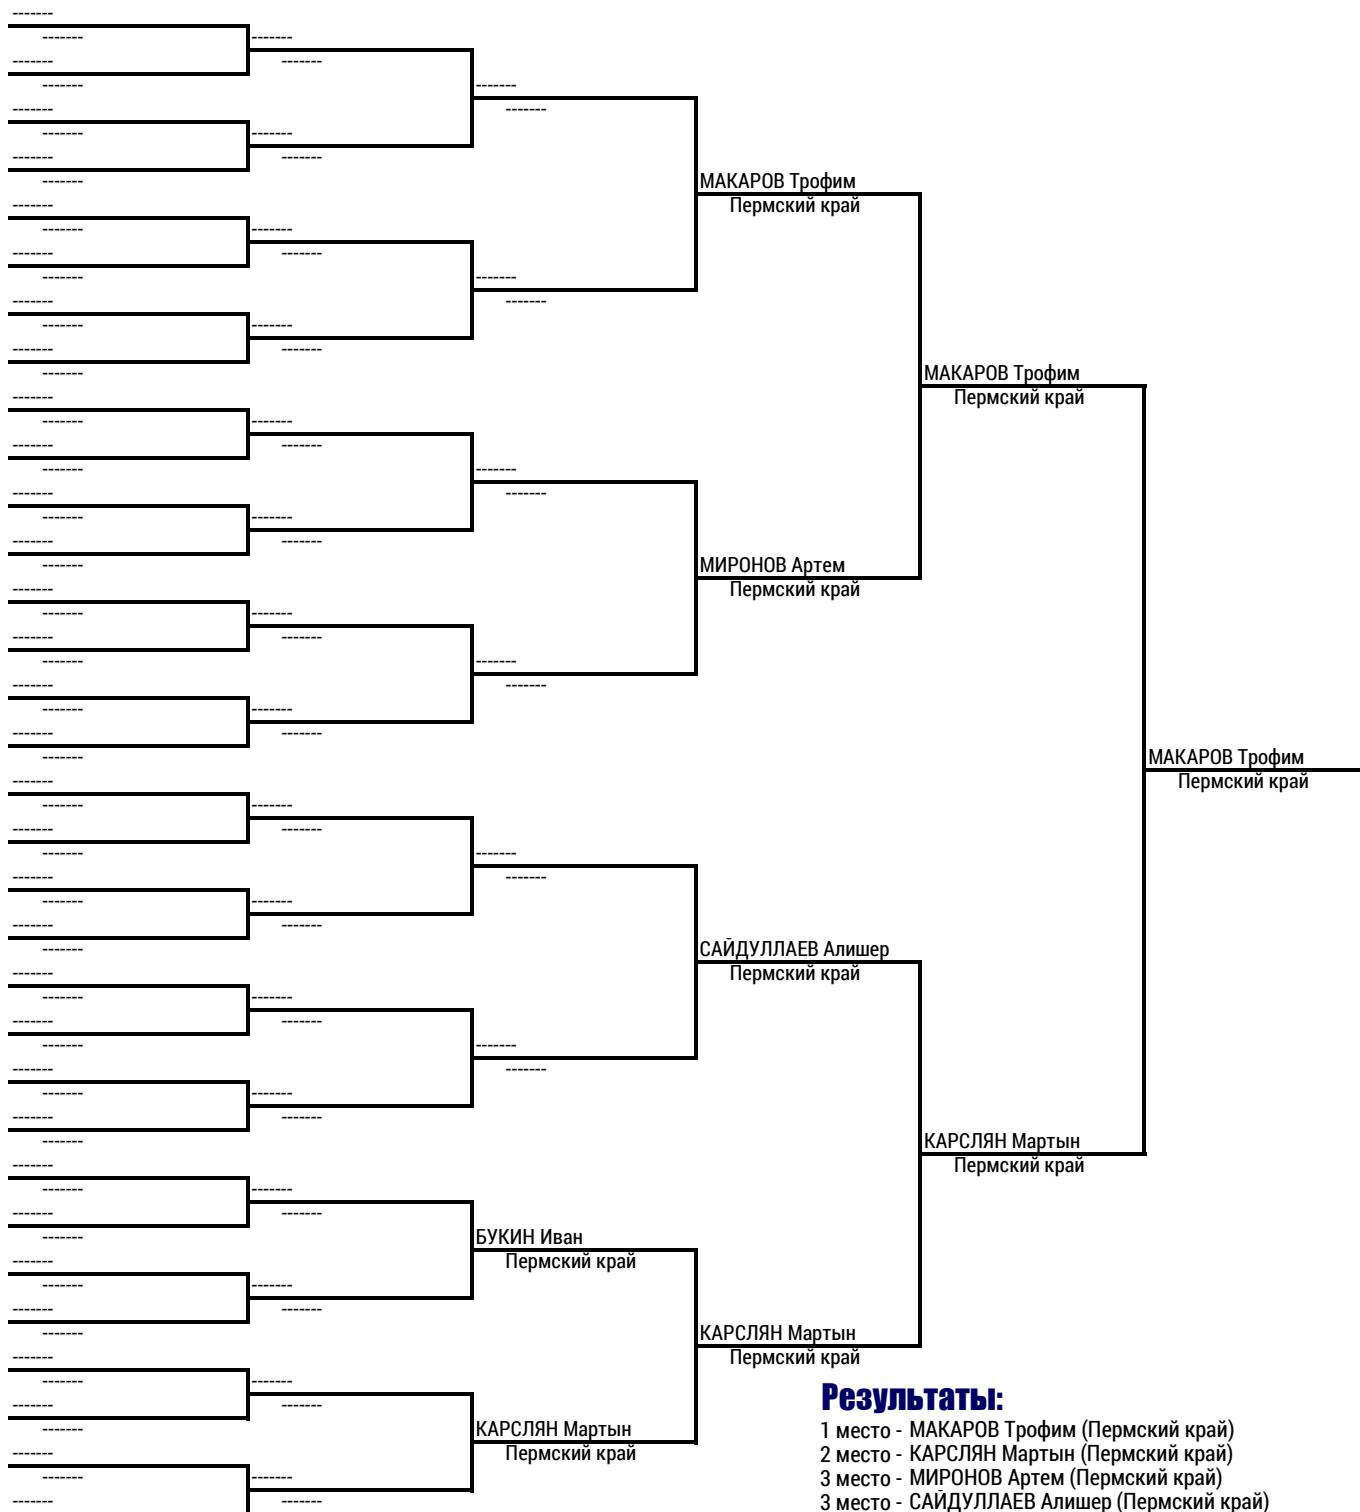 МАКАРОВ Трофим
Пермский край
МАКАРОВ Трофим
Пермский край
МИРОНОВ Артем
Пермский край
МАКАРОВ Трофим
Пермский край
САЙДУЛЛАЕВ Алишер
Пермский край
КАРСЛЯН Мартын
Пермский край
БУКИН Иван
Пермский край
КАРСЛЯН Мартын
Пермский край
КАРСЛЯН Мартын
Пермский край
Результаты:
1 место - МАКАРОВ Трофим (Пермский край)
2 место - КАРСЛЯН Мартын (Пермский край)
3 место - МИРОНОВ Артем (Пермский край)
3 место - САЙДУЛЛАЕВ Алишер (Пермский край)